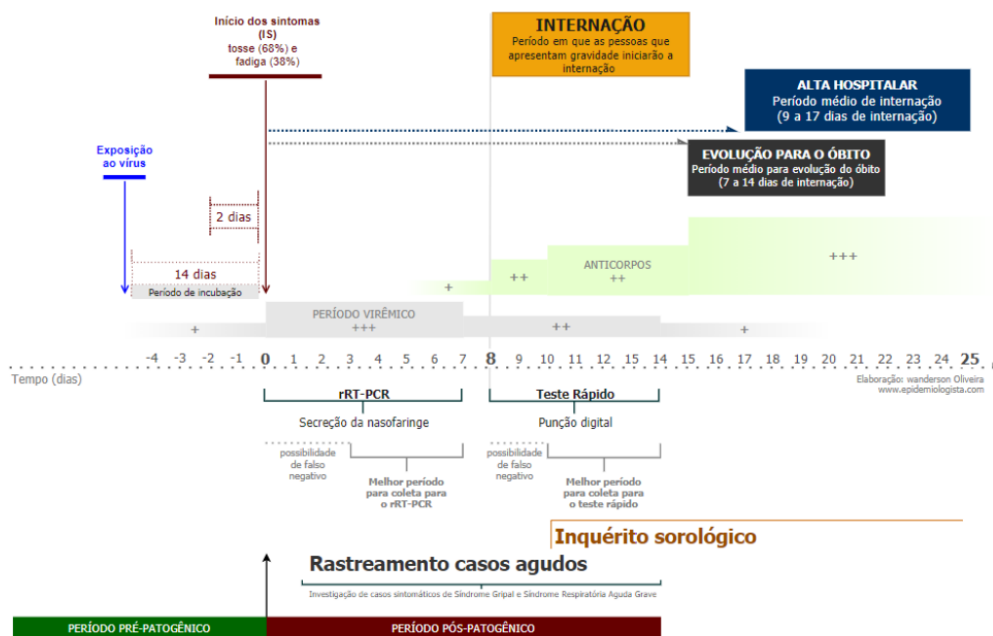 Início dos sintomas
(IS)
tosse (68%) e
fadiga (38%)
INTERNAÇÃO
Período em que as pessoas que
apresentam gravidade iniciarão a
internação
ALTA HOSPITALAR
Período médio de internação
(9 a 17 dias de internação)
Exposição
ao vírus
EVOLUÇÃO PARA O ÓBITO
Período médio para evolução do óbito
(7 a 14 dias de internação)
2 dias
14 dias
Período de incubação
ANTICORPOS
+
++
++
+++
PERÍODO VIRÊMICO
+
+++
++
+
-4 -3 -2 -1 0 1 2 3 4 5 6 7 8 9 10 11 12 13 14 15 16 17 18 19 20 21 22 23 24 25
Tempo (dias)
Elaboração: wanderson Oliveira
www.epidemiologista.com
rRT-PCR
Secreção da nasofaringe
possibilidade
de falso
negativo
Melhor período
para coleta para
o rRT-PCR
Teste Rápido
Punção digital
possibilidade
de falso
negativo
Melhor período
para coleta para
o teste rápido
Inquérito sorológico
Rastreamento casos agudos
Investigação de casos sintomáticos de Síndrome Gripal e Síndrome Respiratória Aguda Grave
PERÍODO PRÉ-PATOGÊNICO
PERÍODO PÓS-PATOGÊNICO